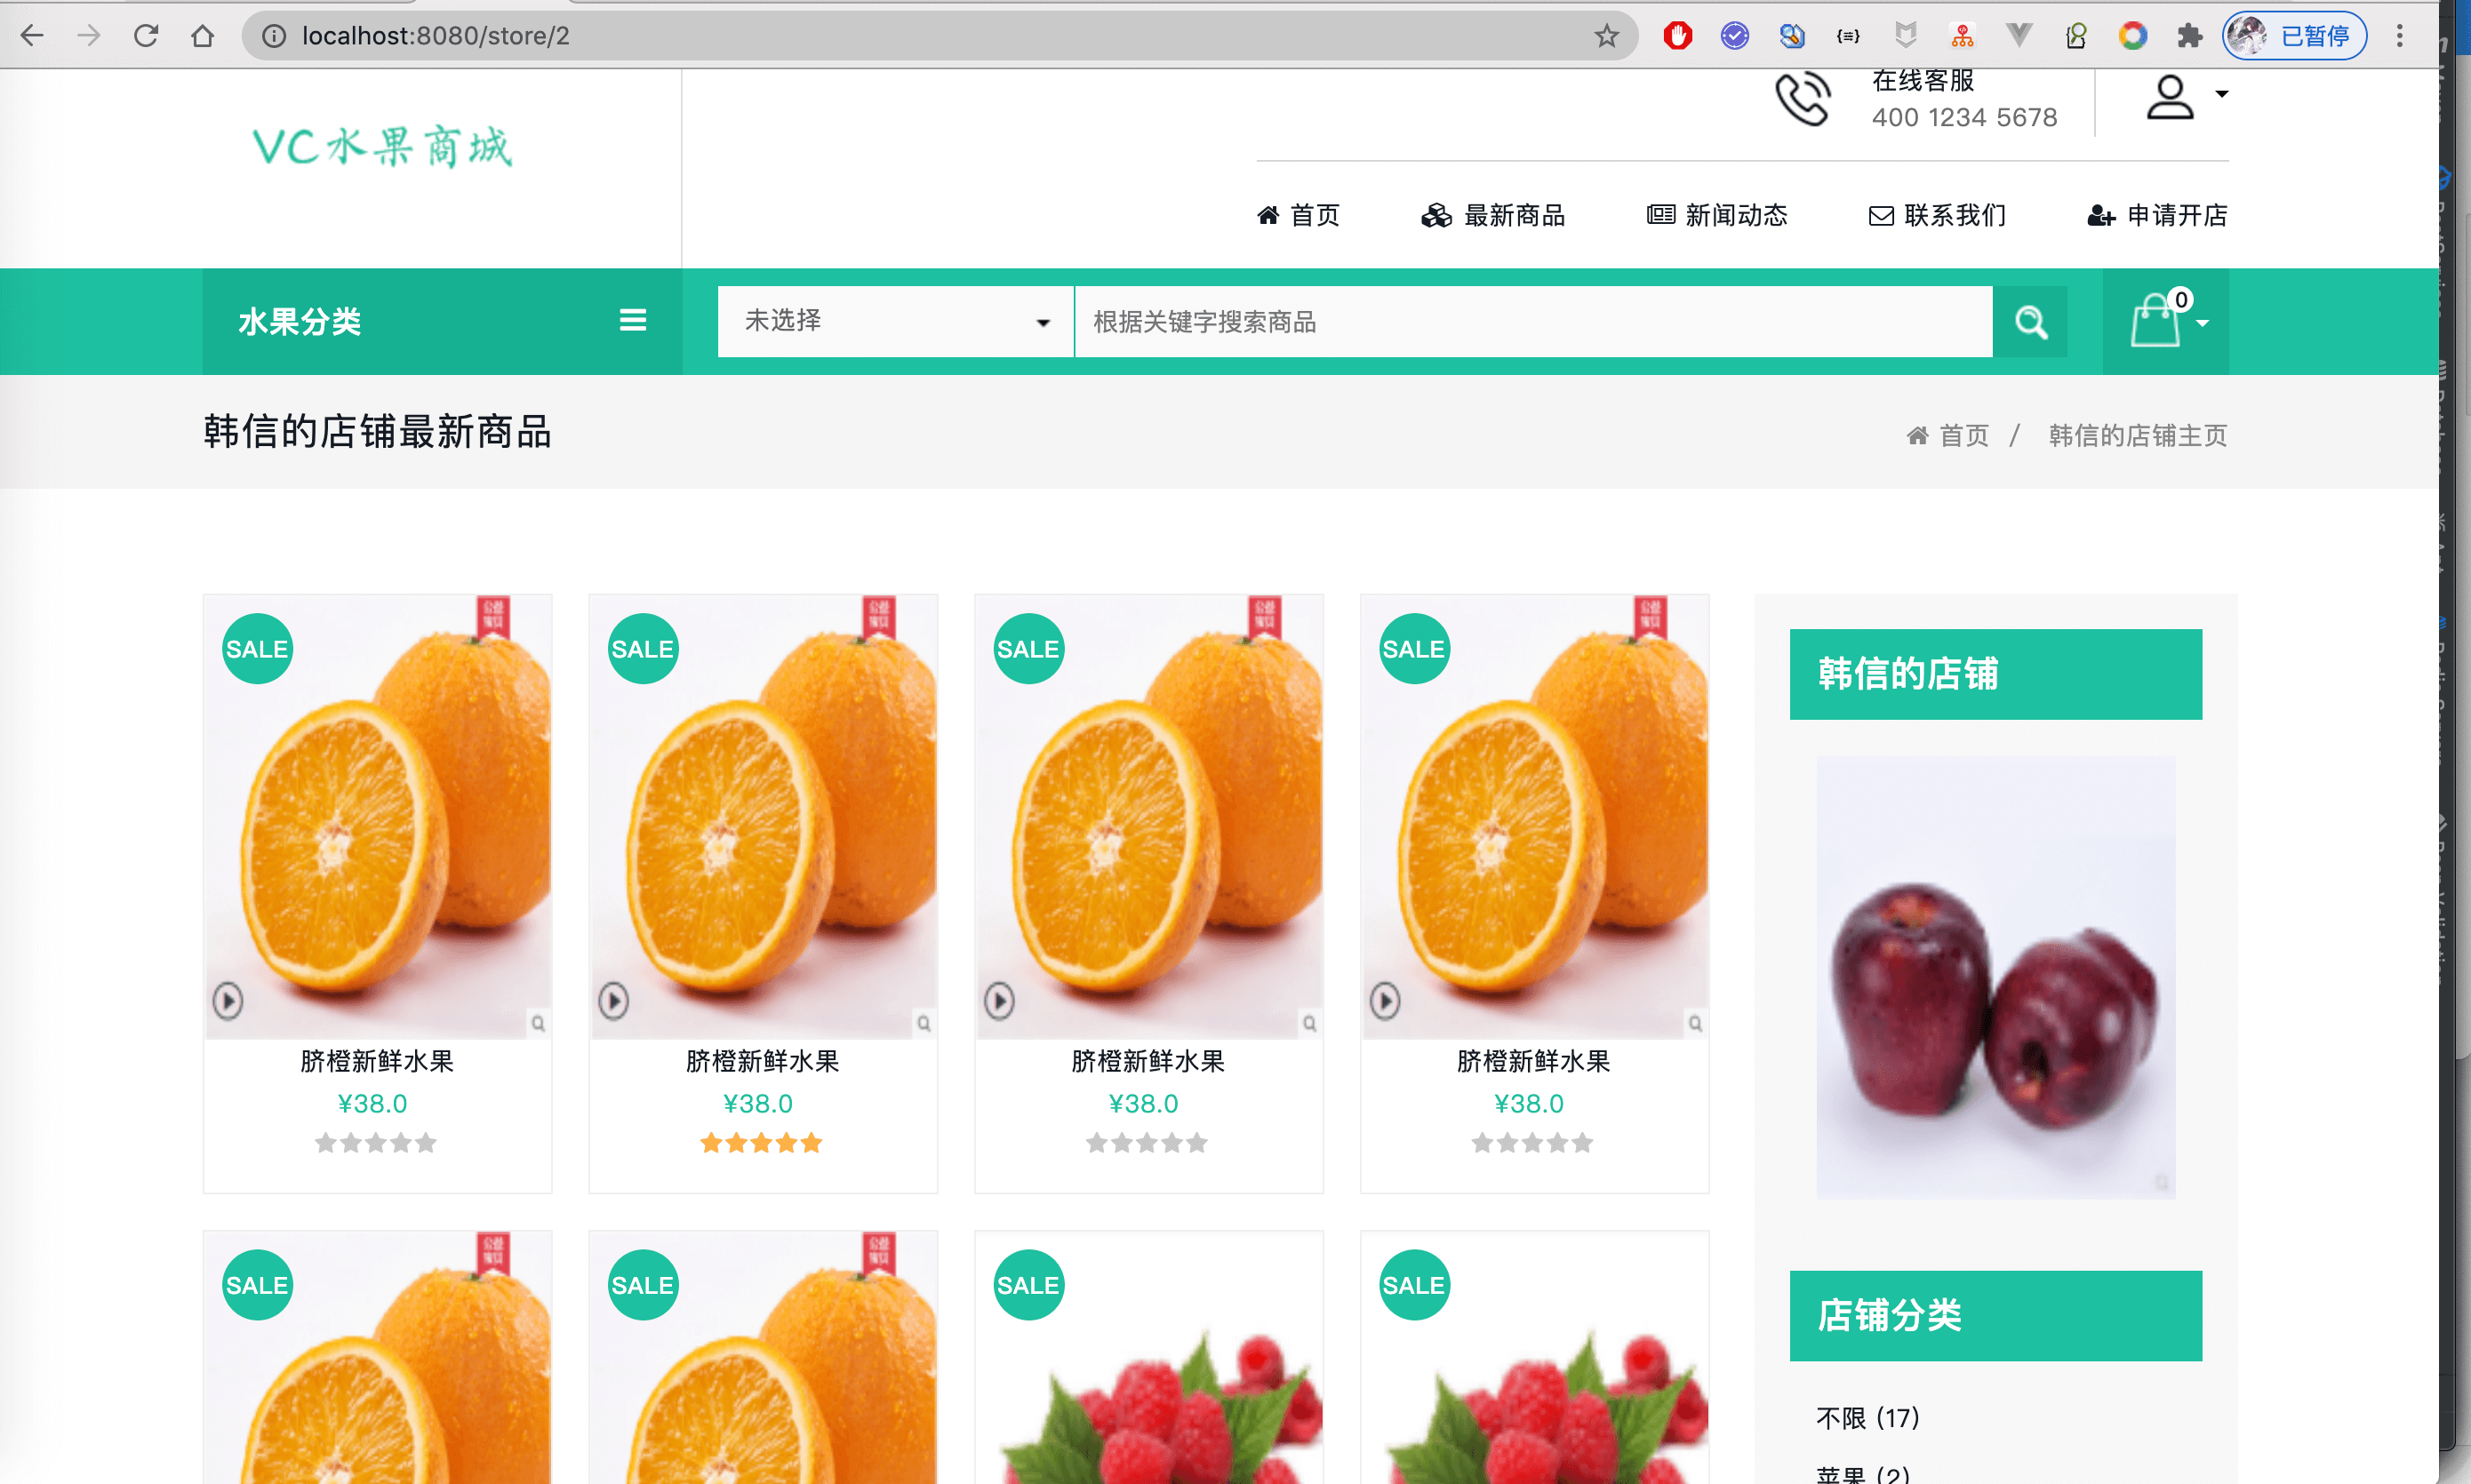 localhost:8080/store/2
已暂停
在线客服
400 1234 5678
VC水果商城
首页
最新商品
新闻动态
联系我们
申请开店
水果分类
未选择
根据关键字搜索商品
0
韩信的店铺最新商品
首页 / 韩信的店铺主页
SALE
SALE
SALE
SALE
脐橙新鲜水果
¥38.0
脐橙新鲜水果
¥38.0
脐橙新鲜水果
¥38.0
脐橙新鲜水果
¥38.0
SALE
SALE
SALE
SALE
韩信的店铺
店铺分类
不限 (17)
苹果 (2)